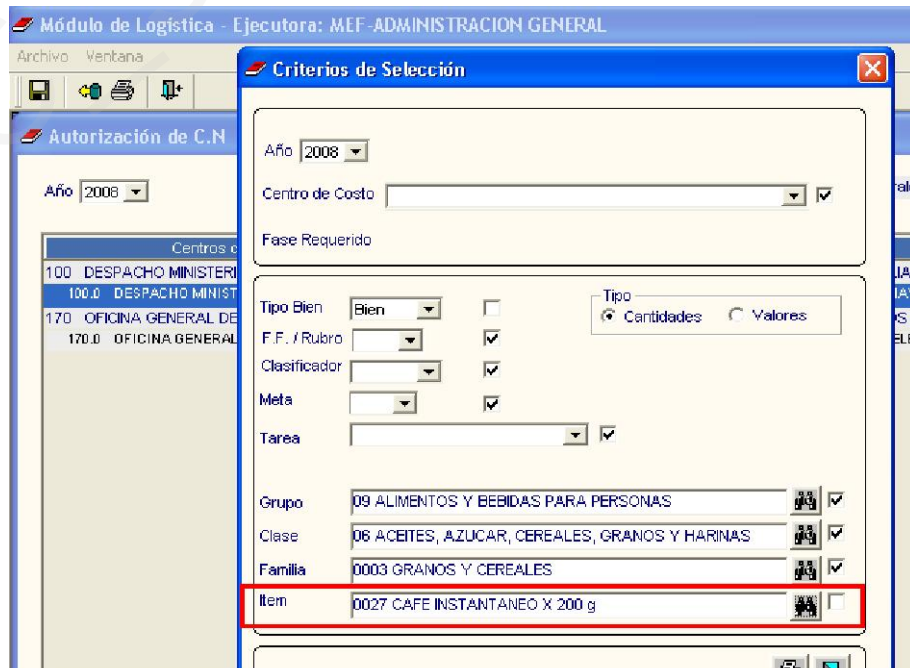 Módulo de Logística - Ejecutora: MEF-ADMINISTRACION GENERAL
Archivo Ventana
Criterios de Selección
Autorización de C.N
Año 2008
Centros
100 DESPACHO
100.0 DESPACHO
170 OFICINA GENERAL DE
170.0 OFICINA GENERAL
Año 2008
Centro de Costo
Fase Requerido
Tipo Bien Bien
Tipo
Cantidades Valores
F.F. / Rubro
Clasificador
Meta
Tarea
Grupo 09 ALIMENTOS Y BEBIDAS PARA PERSONAS
Clase 06 ACEITES, AZUCAR, CEREALES, GRANOS Y HARINAS
Familia 0003 GRANOS Y CEREALES
Item 0027 CAFE INSTANTANEO X 200 g